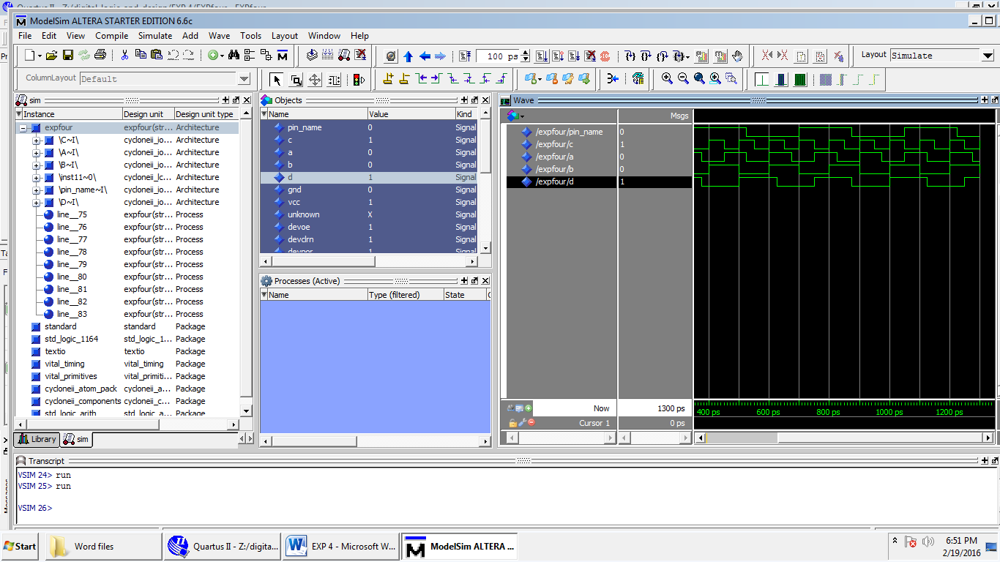 Quartus II - Z:/digital_logic_and_design/EXP 4/EXPfour - EXPfour
ModelSim ALTERA STARTER EDITION 6.6c
File Edit View Compile Simulate Add Wave Tools Layout Window Help
100 ps
Layout Simulate
ColumnLayout Default
sim
Instance Design unit Design unit type
expfour expfour(str... Architecture
\C~I\ cycloneii_io... Architecture
\A~I\ cycloneii_io... Architecture
\B~I\ cycloneii_io... Architecture
\inst11~0\ cycloneii_lc... Architecture
\pin_name~I\ cycloneii_io... Architecture
\D~I\ cycloneii_io... Architecture
line__75 expfour(str... Process
line__76 expfour(str... Process
line__77 expfour(str... Process
line__78 expfour(str... Process
line__79 expfour(str... Process
line__80 expfour(str... Process
line__81 expfour(str... Process
line__82 expfour(str... Process
line__83 expfour(str... Process
standard standard Package
std_logic_1164 std_logic_1... Package
textio textio Package
vital_timing vital_timing Package
vital_primitives vital_primiti... Package
cycloneii_atom_pack cycloneii_a... Package
cycloneii_components cycloneii_c... Package
std_logic_arith std_logic_a... Package
Library sim
Objects
Name Value Kind
pin_name 0 Signal
c 1 Signal
a 0 Signal
b 0 Signal
d 1 Signal
gnd 0 Signal
vcc 1 Signal
unknown X Signal
devoe 1 Signal
devclrn 1 Signal
devpor 1 Signal
Processes (Active)
Name Type (filtered) State
Wave
Msgs
/expfour/pin_name 0
/expfour/c 1
/expfour/a 0
/expfour/b 0
/expfour/d 1
Now 1300 ps
Cursor 1 0 ps
400 ps 600 ps 800 ps 1000 ps 1200 ps
Transcript
VSIM 24> run
VSIM 25> run
VSIM 26>
Start Word files Quartus II - Z:/digita... EXP 4 - Microsoft W... ModelSim ALTERA ...
6:51 PM
2/19/2016